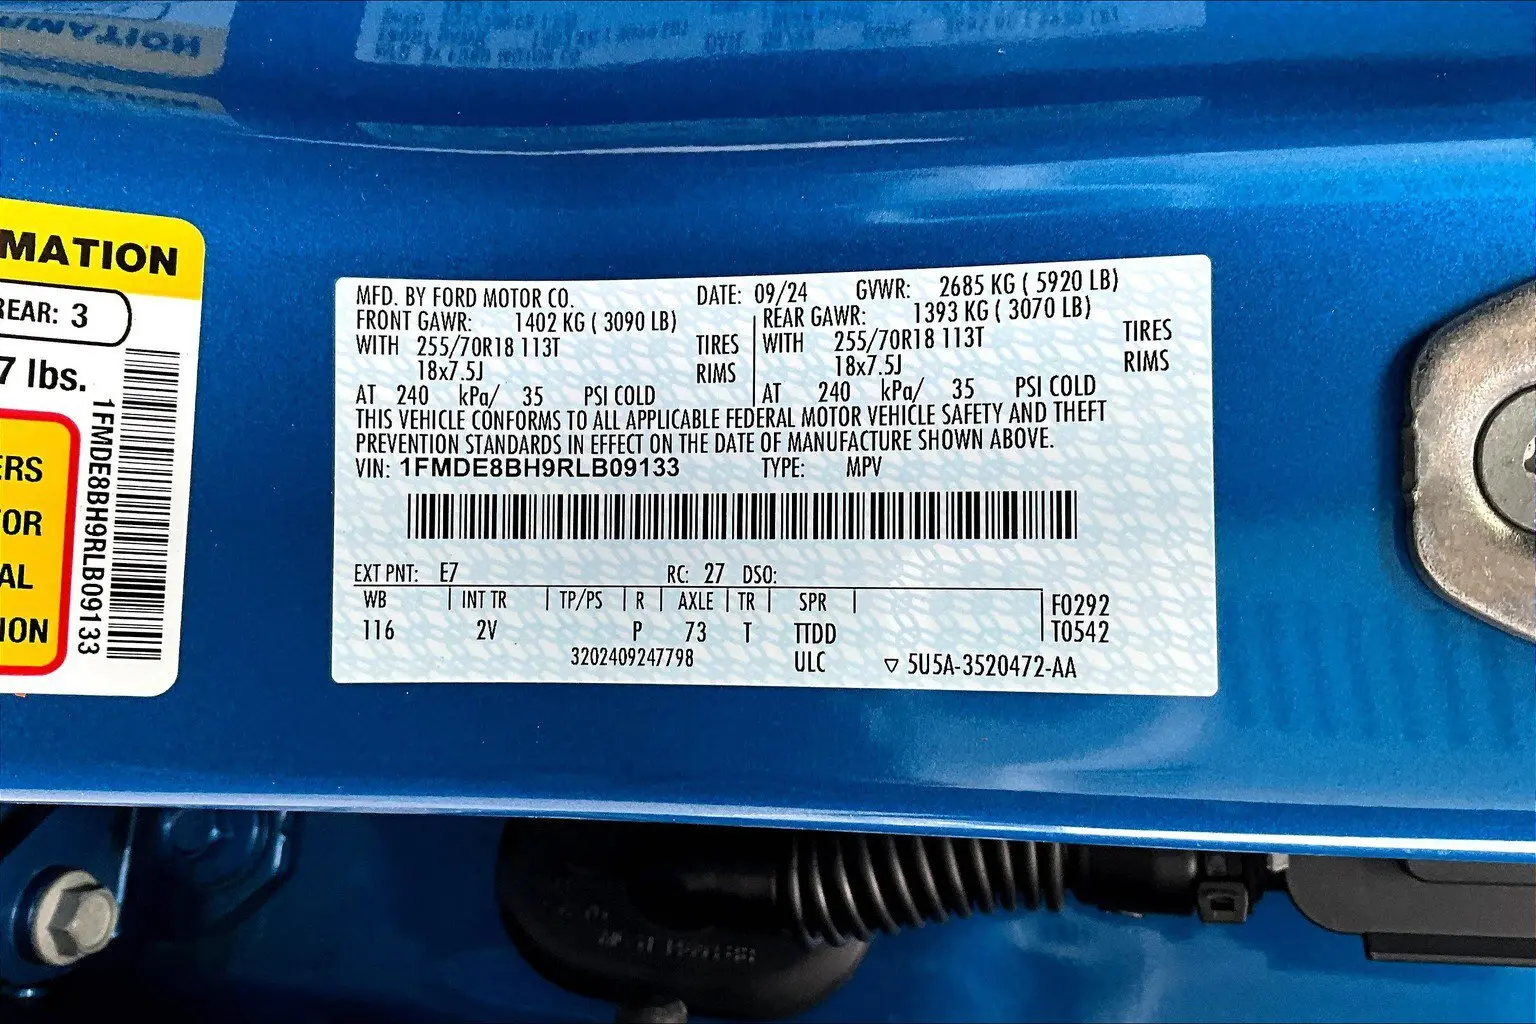 MATION
REAR: 3
7 lbs.
ERS
OR
AL
ION
1FMDE8BH9RLB09133
MFD. BY FORD MOTOR CO. DATE: 09/24 GVWR: 2685 KG ( 5920 LB)
FRONT GAWR: 1402 KG ( 3090 LB) REAR GAWR: 1393 KG ( 3070 LB)
WITH 255/70R18 113T TIRES WITH 255/70R18 113T TIRES
18x7.5J RIMS 18x7.5J RIMS
AT 240 kPa/ 35 PSI COLD AT 240 kPa/ 35 PSI COLD
THIS VEHICLE CONFORMS TO ALL APPLICABLE FEDERAL MOTOR VEHICLE SAFETY AND THEFT
PREVENTION STANDARDS IN EFFECT ON THE DATE OF MANUFACTURE SHOWN ABOVE.
VIN: 1FMDE8BH9RLB09133 TYPE: MPV
EXT PNT: E7 RC: 27 DSO:
WB INT TR TP/PS R AXLE TR SPR F0292
116 2V P 73 T TTDD T0542
3202409247798 ULC ▽ 5U5A-3520472-AA